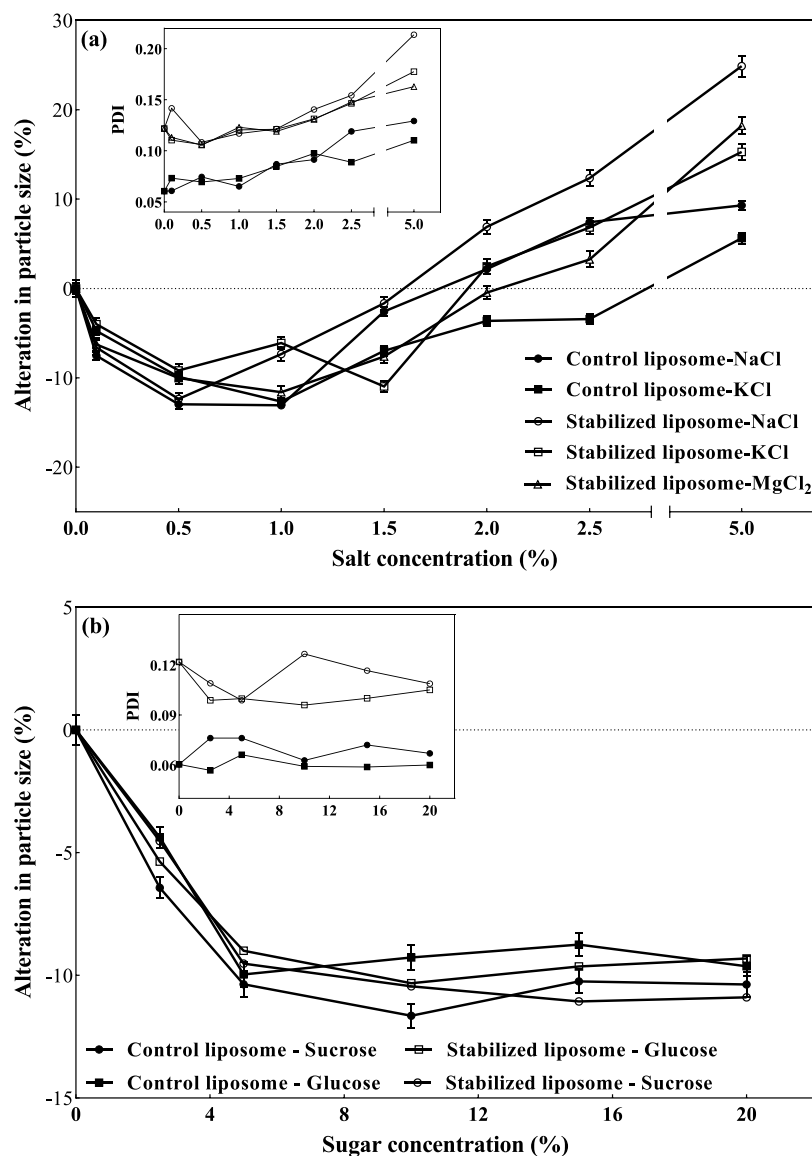 (a)
30
20
10
0
-10
-20
Alteration in particle size (%)
0.20
0.15
0.10
0.05
PDI
0.0 0.5 1.0 1.5 2.0 2.5 5.0
Control liposome-NaCl
Control liposome-KCl
Stabilized liposome-NaCl
Stabilized liposome-KCl
Stabilized liposome-MgCl₂
0.0 0.5 1.0 1.5 2.0 2.5 5.0
Salt concentration (%)
(b)
5
0
-5
-10
-15
Alteration in particle size (%)
0.12
0.09
0.06
PDI
0 4 8 12 16 20
Control liposome - Sucrose Stabilized liposome - Glucose
Control liposome - Glucose Stabilized liposome - Sucrose
0 4 8 12 16 20
Sugar concentration (%)